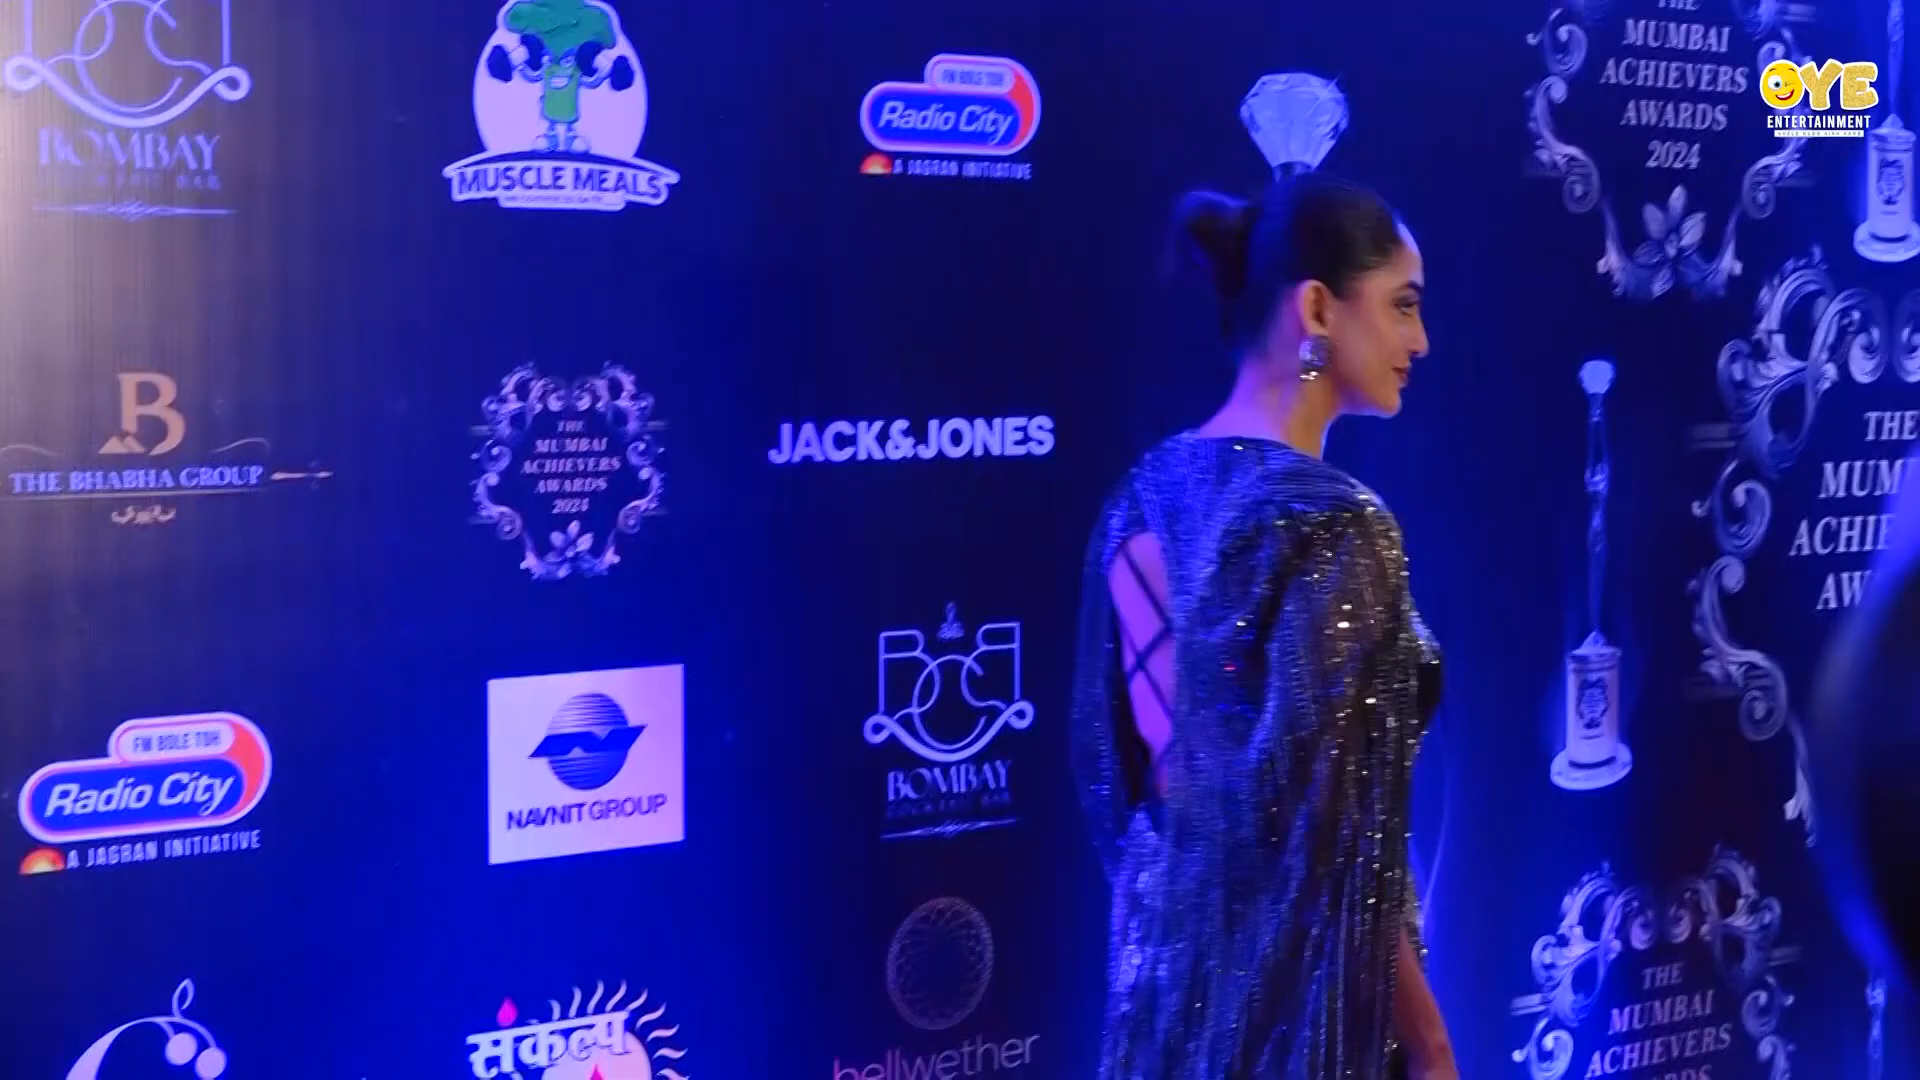 BOMBAY
MUSCLE MEALS
FM BOLE TOH
Radio City
A JAGRAN INITIATIVE
THE
MUMBAI
ACHIEVERS
AWARDS
2024
OYE
ENTERTAINMENT
B
THE BHABHA GROUP
THE
MUMBAI
ACHIEVERS
AWARDS
2024
JACK&JONES
THE
MUM
ACHIE
AW
FM BOLE TOH
Radio City
A JAGRAN INITIATIVE
NAVNIT GROUP
BOMBAY
संकल्प
bellwether
THE
MUMBAI
ACHIEVERS